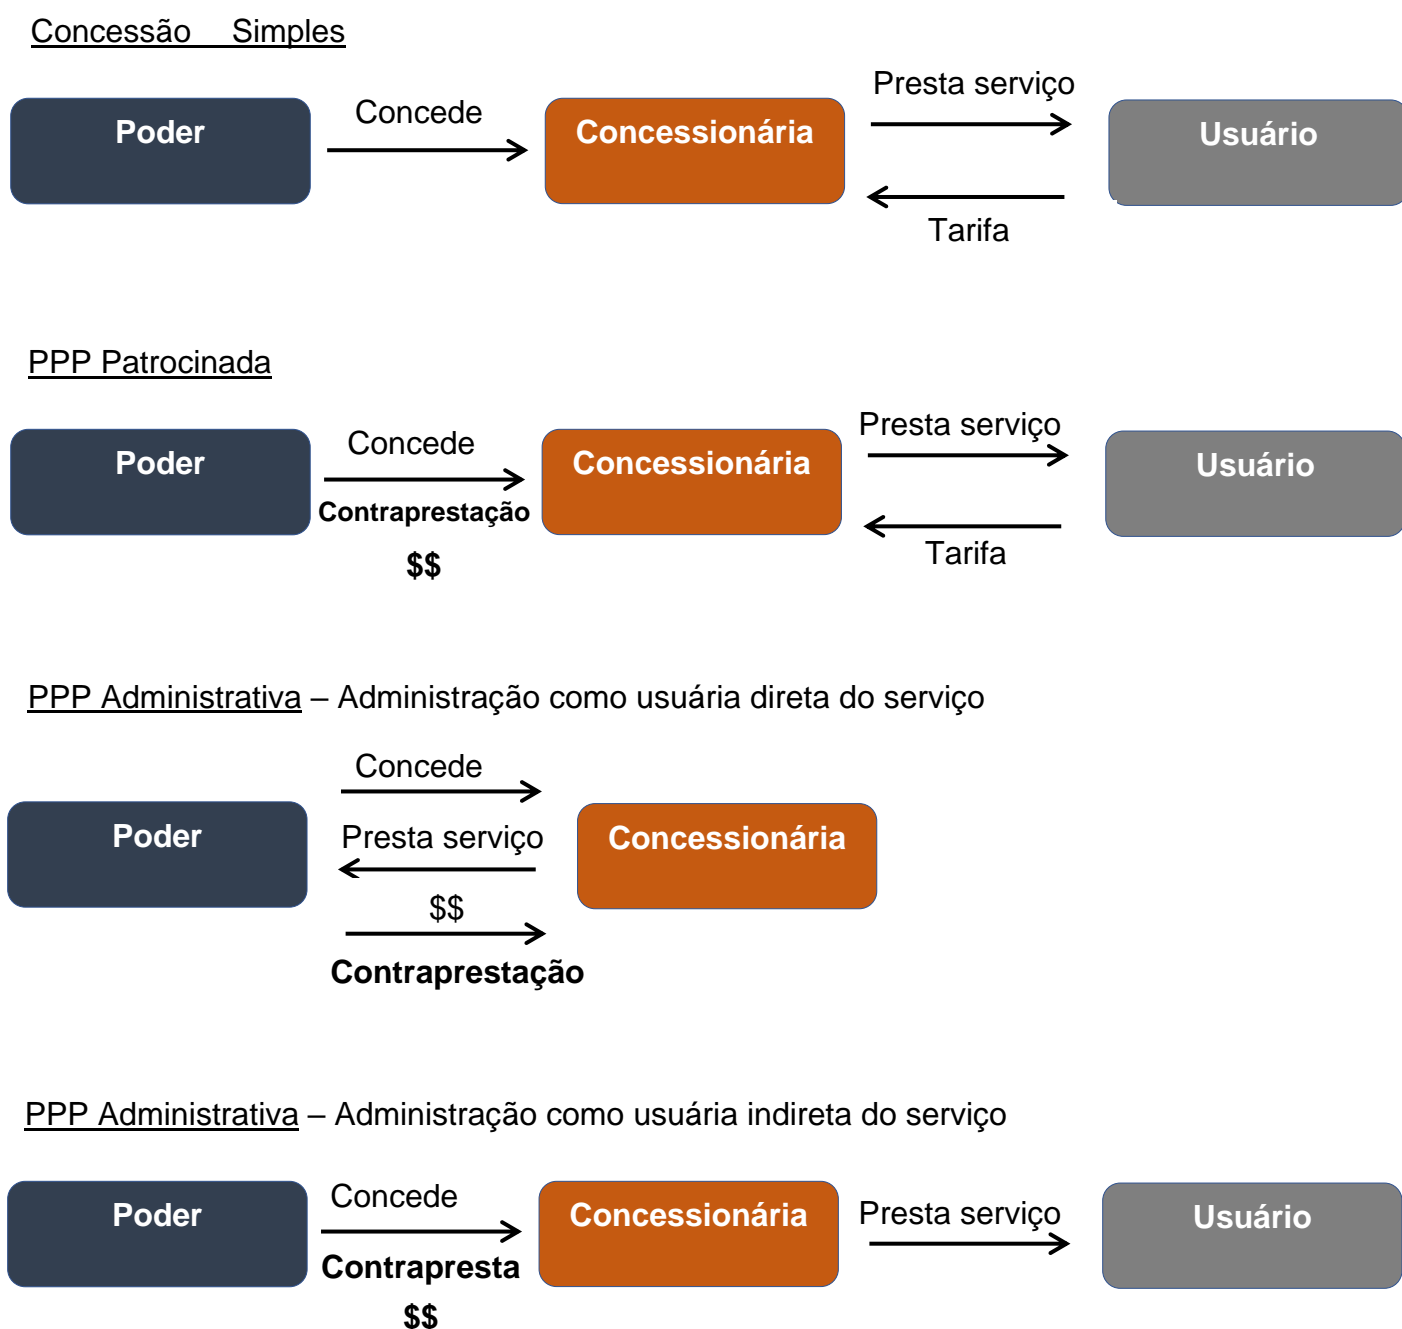 Concessão Simples
Poder
Concede
Concessionária
Presta serviço
Tarifa
Usuário
PPP Patrocinada
Poder
Concede
Contraprestação
$$
Concessionária
Presta serviço
Tarifa
Usuário
PPP Administrativa – Administração como usuária direta do serviço
Poder
Concede
Presta serviço
$$
Contraprestação
Concessionária
PPP Administrativa – Administração como usuária indireta do serviço
Poder
Concede
Contrapresta
$$
Concessionária
Presta serviço
Usuário